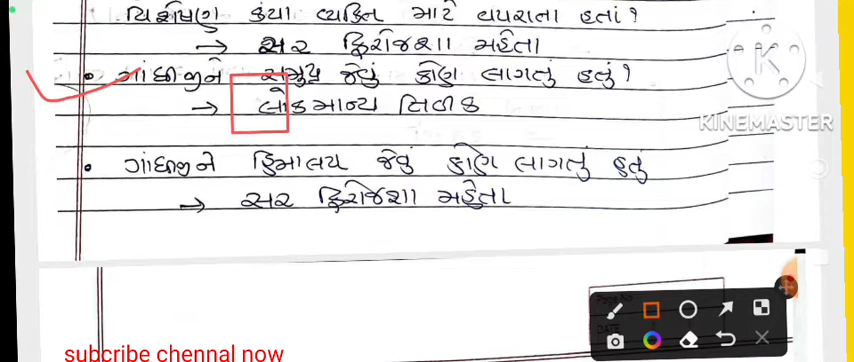 વિશેષણ કયા વ્યકિત માટે વપરાતા હતાં?
→ સર ફિરોજશા મહેતા
• ગાંધીજીને સમુદ્ર જેવું કોણ લાગતું હતું?
→ લોકમાન્ય તિલક
• ગાંધીજીને હિમાલય જેવું કોણ લાગતું હતું
→ સર ફિરોજશા મહેતા
KINEMASTER
subcribe chennal now